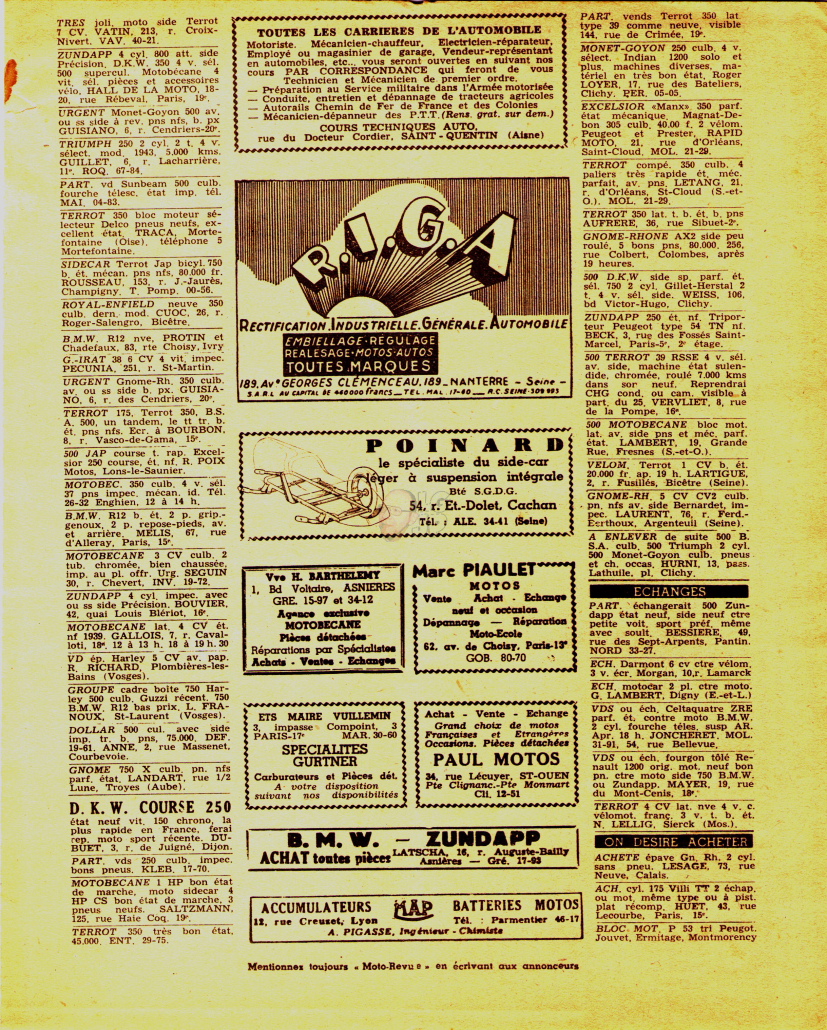 TRES joli, moto side Terrot
7 CV. VATIN, 213, r. Croix-
Nivert. VAV. 40-21.
ZUNDAPP 4 cyl. 800 att. side
Précision, D.K.W. 350 4 v. sél.
500 supercul. Motobécane 4
vit. sél. pièces et accessoires
vélo, HALL DE LA MOTO, 18-
20, rue Rébeval, Paris, 19e.
URGENT Monet-Goyon 500 av.
ou ss side à rev. pns nfs, b. px
GUISIANO, 6, r. Cendriers-20e.
TRIUMPH 250 2 cyl. 2 t. 4 v.
sélect. mod. 1943, 5.000 kms.
GUILLET, 6, r. Lacharrière,
11e. ROQ. 67-84.
PART. vd Sunbeam 500 culb.
fourche télesc. état imp. tél.
MAI. 04-83.
TERROT 350 bloc moteur sé-
lecteur Delco pneus neufs, ex-
cellent état, TRACA, Morte-
fontaine (Oise), téléphone 5
Mortefontaine.
SIDECAR Terrot Jap bicyl. 750
b. ét. mécan. pns nfs, 80.000 fr.
ROUSSEAU, 153, r. J.-Jaurès,
Champigny. T. Pomp. 00-56.
ROYAL-ENFIELD neuve 350
culb. dern. mod. CUOC, 26, r.
Roger-Salengro, Bicêtre.
B.M.W. R12 nve, PROTIN et
Chadefaux, 83, rte Choisy, Ivry
G.-IRAT 38 6 CV 4 vit. impec.
PECUNIA, 251, r. St-Martin.
URGENT Gnome-Rh. 350 culb.
av. ou ss side b. px. GUISIA-
NO, 6, r. des Cendriers, 20e.
TERROT 175, Terrot 350, B.S.
A. 500, un tandem, le tt tr. b.
ét. pns nfs. Ecr. à BOURBON,
8, r. Vasco-de-Gama, 15e.
500 JAP course t. rap. Excel-
sior 250 course, ét. nf, R. POIX
Motos, Lons-le-Saunier.
MOTOBEC. 350 culb. 4 v. sél.
37 pns impec. mécan. id. Tél.
26-32 Enghien, 12 à 14 h.
B.M.W. R12 b. ét. 2 p. grip.-
genoux, 2 p. repose-pieds, av.
et arrière. MELIS, 67, rue
d'Alleray, Paris, 15e.
MOTOBECANE 3 CV culb. 2
tub. chromée, bien chaussée,
imp. au pl. offr. Urg. SEGUIN
30, r. Chevert, INV. 19-72.
ZUNDAPP 4 cyl. impec. avec
ou ss side Précision. BOUVIER,
42, quai Louis Blériot, 16e.
MOTOBECANE lat. 4 CV ét.
nf 1939. GALLOIS, 7, r. Caval-
loti, 18e, 12 à 13 h. 18 à 19 h. 30
VD ép. Harley 5 CV av. pap.
R. RICHARD, Plombières-les-
Bains (Vosges).
GROUPE cadre boîte 750 Har-
ley 500 culb. Guzzi récent. 750
B.M.W. R12 bas prix, L. FRA-
NOUX, St-Laurent (Vosges).
DOLLAR 500 cul. avec side
imp. tr. b. pns, 75.000, DEF.
19-61. ANNE, 2, rue Massenet,
Courbevoie.
GNOME 750 X culb. pn. nfs
parf. état, LANDART, rue 1/2
Lune, Troyes (Aube).
D. K. W. COURSE 250
état neuf vit. 150 chrono, la
plus rapide en France, ferai
rep. moto sport récente. DU-
BUET, 3, r. de Juigné, Dijon.
PART. vds 250 culb. impec.
bons pneus. KLEB. 17-70.
MOTOBECANE 1 HP bon état
de marche, moto sidecar 4
HP CS bon état de marche, 3
pneus neufs. SALTZMANN,
125, rue Haie Coq, 19e.
TERROT 350 très bon état,
45.000. ENT. 29-75.
TOUTES LES CARRIERES DE L'AUTOMOBILE
Motoriste. Mécanicien-chauffeur, Electricien-réparateur,
Employé ou magasinier de garage, Vendeur-représentant
en automobiles, etc., vous seront ouvertes en suivant nos
cours PAR CORRESPONDANCE qui feront de vous
Technicien et Mécanicien de premier ordre.
— Préparation au Service militaire dans l'Armée motorisée
— Conduite, entretien et dépannage de tracteurs agricoles
— Autorails Chemin de Fer de France et des Colonies
— Mécanicien-dépanneur des P.T.T. (Rens. grat. sur dem.)
COURS TECHNIQUES AUTO,
rue du Docteur Cordier, SAINT-QUENTIN (Aisne)
R.I.G.A
RECTIFICATION. INDUSTRIELLE. GÉNÉRALE. AUTOMOBILE
EMBIELLAGE · REGULAGE
REALESAGE · MOTOS · AUTOS
TOUTES MARQUES
189, Ave GEORGES CLÉMENCEAU, 189 _ NANTERRE - Seine -
S.A.R.L. AU CAPITAL DE 440000 francs _ TEL. MAL. 17-80 _ R.C. SEINE 309 985
POINARD
le spécialiste du side-car
léger à suspension intégrale
Bté S.G.D.G.
54, r. Et.-Dolet, Cachan
Tél. : ALE. 34-41 (Seine)
Vve H. BARTHELEMY
1, Bd Voltaire, ASNIERES
GRE. 15-97 et 34-12
Agence exclusive
MOTOBECANE
Pièces détachées
Réparations par Spécialistes
Achats - Ventes - Echanges
Marc PIAULET
MOTOS
Vente Achat - Echange
neuf et occasion
Dépannage — Réparation
Moto-Ecole
62, av. de Choisy, Paris-13e
GOB. 80-70
ETS MAIRE VUILLEMIN
3, impasse Compoint, 3
PARIS-17e MAR. 30-60
SPECIALITES
GURTNER
Carburateurs et Pièces dét.
A votre disposition
suivant nos disponibilités
Achat - Vente - Echange
Grand choix de motos
Françaises et Etrangères
Occasions. Pièces détachées
PAUL MOTOS
34, rue Lécuyer, ST-OUEN
Pte Clignanc.-Pte Monmart
Cli. 12-51
B. M. W. — ZUNDAPP
ACHAT toutes pièces LATSCHA, 16, r. Auguste-Bailly
Asnières — Gré. 17-93
ACCUMULATEURS MAP BATTERIES MOTOS
12, rue Creuzet, Lyon Tél. : Parmentier 46-17
A. PIGASSE, Ingénieur - Chimiste
Mentionnez toujours « Moto-Revue » en écrivant aux annonceurs
PART. vends Terrot 350 lat.
type 39 comme neuve, visible
144, rue de Crimée, 19e.
MONET-GOYON 250 culb. 4 v.
sélect. Indian 1200 solo et
plus, machines diverses, ma-
tériel en très bon état, Roger
LOYER, 17, rue des Bateliers,
Clichy. PER. 05-05.
EXCELSIOR «Manx» 350 parf.
état mécanique, Magnat-De-
bon 305 culb. 40.00 f. 2 vélom.
Peugeot et Prester, RAPID
MOTO, 21, rue d'Orléans,
Saint-Cloud, MOL. 21-29.
TERROT compé. 350 culb. 4
paliers très rapide ét. méc.
parfait, av. pns. LETANG, 21,
r. d'Orléans, St-Cloud (S.-et-
O.). MOL. 21-29.
TERROT 350 lat. t. b. ét. b. pns
AUFRERE, 36, rue Sibuet-2e.
GNOME-RHONE AX2 side peu
roulé, 5 bons pns, 80.000, 256,
rue Colbert, Colombes, après
19 heures.
500 D.K.W. side sp. parf. ét.
sél. 750 2 cyl. Gillet-Herstal 2
t. 4 v. sél. side. WEISS, 106,
bd Victor-Hugo, Clichy.
ZUNDAPP 250 ét. nf. Tripor-
teur Peugeot type 54 TN nf.
BECK, 3, rue des Fossés Saint-
Marcel, Paris-5e, 2e étage.
500 TERROT 39 RSSE 4 v. sél.
av. side, machine état sulen-
dide, chromée, roulé 7.000 kms
dans sor neuf. Reprendrai
CHG cond. ou cam. visible à
part. du 25, VERVLIET, 8, rue
de la Pompe, 16e.
500 MOTOBECANE bloc mot.
lat. av. side pns et méc. parf.
état. LAMBERT, 19, Grande
Rue, Fresnes (S.-et-O.).
VELOM. Terrot 1 CV b. ét.
20.000 fr ap. 19 h. LARTIGUE,
2, r. Fusillés, Bicêtre (Seine).
GNOME-RH. 5 CV CV2 culb.
pn. nfs av. side Bernardet, im-
pec. LAURENT, 76, r. Ferd.-
Berthoux, Argenteuil (Seine).
A ENLEVER de suite 500 B.
S.A. culb. 500 Triumph 2 cyl.
500 Monet-Goyon culb. pneus
et ch. occas. HURNI, 13, pass.
Lathuile, pl. Clichy.
ECHANGES
PART. échangerait 500 Zun-
dapp état neuf, side neuf ctre
petite voit, sport préf. même
avec soult. BESSIERE, 49,
rue des Sept-Arpents, Pantin.
NORD 33-27.
ECH. Darmont 6 cv ctre vélom.
3 v. écr. Morgan, 10,r. Lamarck
ECH. motocar 2 pl. ctre moto.
G. LAMBERT, Digny (E.-et-L.)
VDS ou éch. Celtaquatre ZRE
parf. ét. contre moto B.M.W.
2 cyl. fourche téles. susp AR.
Apr. 18 h. JONCHERET. MOL.
31-91, 54, rue Bellevue.
VDS ou éch. fourgon tôlé Re-
nault 1200 orig. mot. neuf bon
pn. ctre moto side 750 B.M.W.
ou Zundapp. MAYER, 19, rue
du Mont-Cenis, 18e.
TERROT 4 CV lat. nve 4 v. c.
vélomot. franç. 3 v. t. b. ét.
N. LELLIG, Sierck (Mos.).
ON DESIRE ACHETER
ACHETE épave Gn. Rh. 2 cyl.
sans pneu. LESAGE, 73, rue
Neuve, Calais.
ACH. cyl. 175 Villi TT 2 échap.
ou mot. même type ou à pist.
plat récomp. HUET, 43, rue
Lecourbe, Paris, 15e.
BLOC MOT. P 53 tri Peugot.
Jouvet, Ermitage, Montmorency